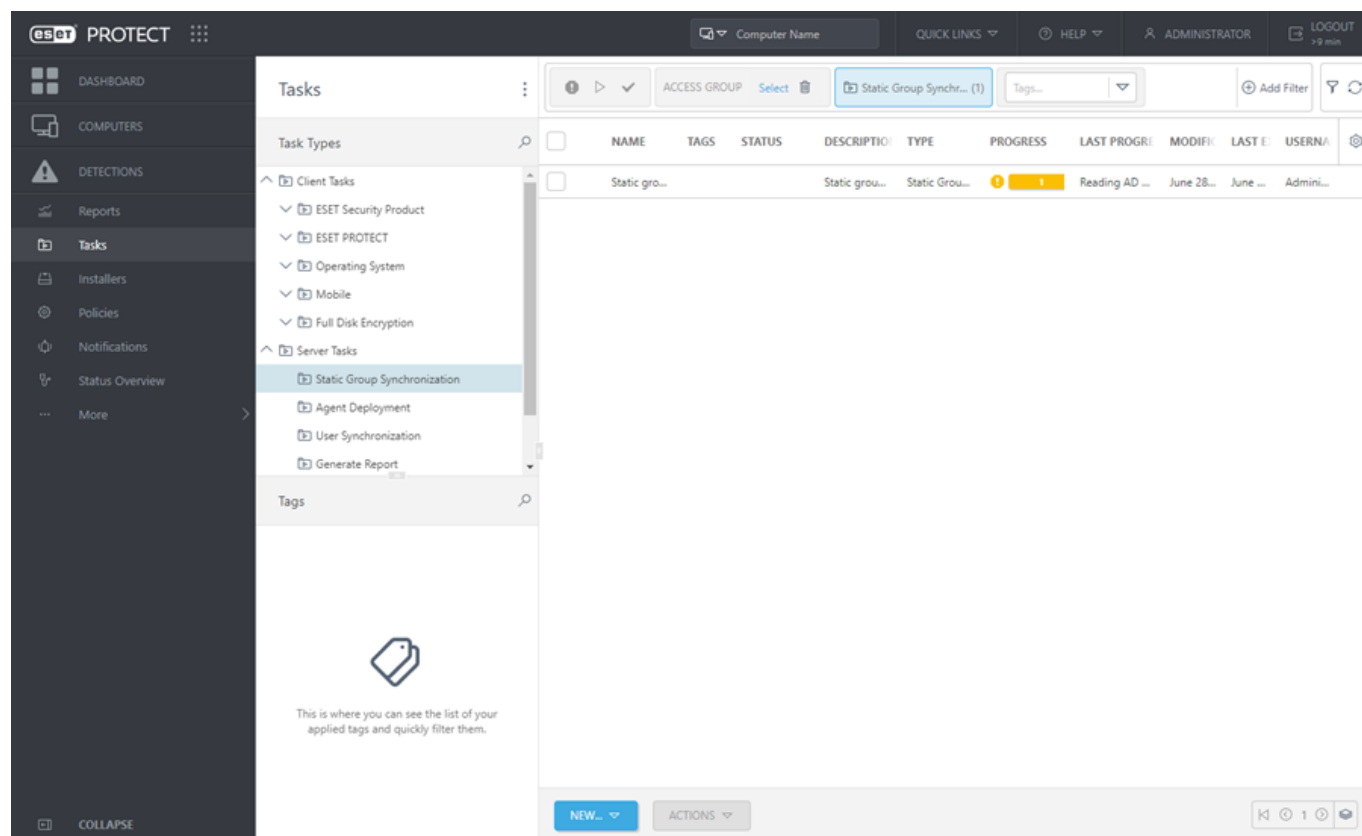 eset PROTECT
Computer Name
QUICK LINKS
HELP
ADMINISTRATOR
LOGOUT
>9 min
DASHBOARD
COMPUTERS
DETECTIONS
Reports
Tasks
Installers
Policies
Notifications
Status Overview
More
COLLAPSE
Tasks
Task Types
Client Tasks
ESET Security Product
ESET PROTECT
Operating System
Mobile
Full Disk Encryption
Server Tasks
Static Group Synchronization
Agent Deployment
User Synchronization
Generate Report
Tags
This is where you can see the list of your
applied tags and quickly filter them.
ACCESS GROUP Select
Static Group Synchr... (1)
Tags...
Add Filter
NAME TAGS STATUS DESCRIPTIO TYPE PROGRESS LAST PROGRE MODIFIC LAST E USERNA
Static gro... Static grou... Static Grou... 1 Reading AD ... June 28... June ... Admini...
NEW... ACTIONS 1